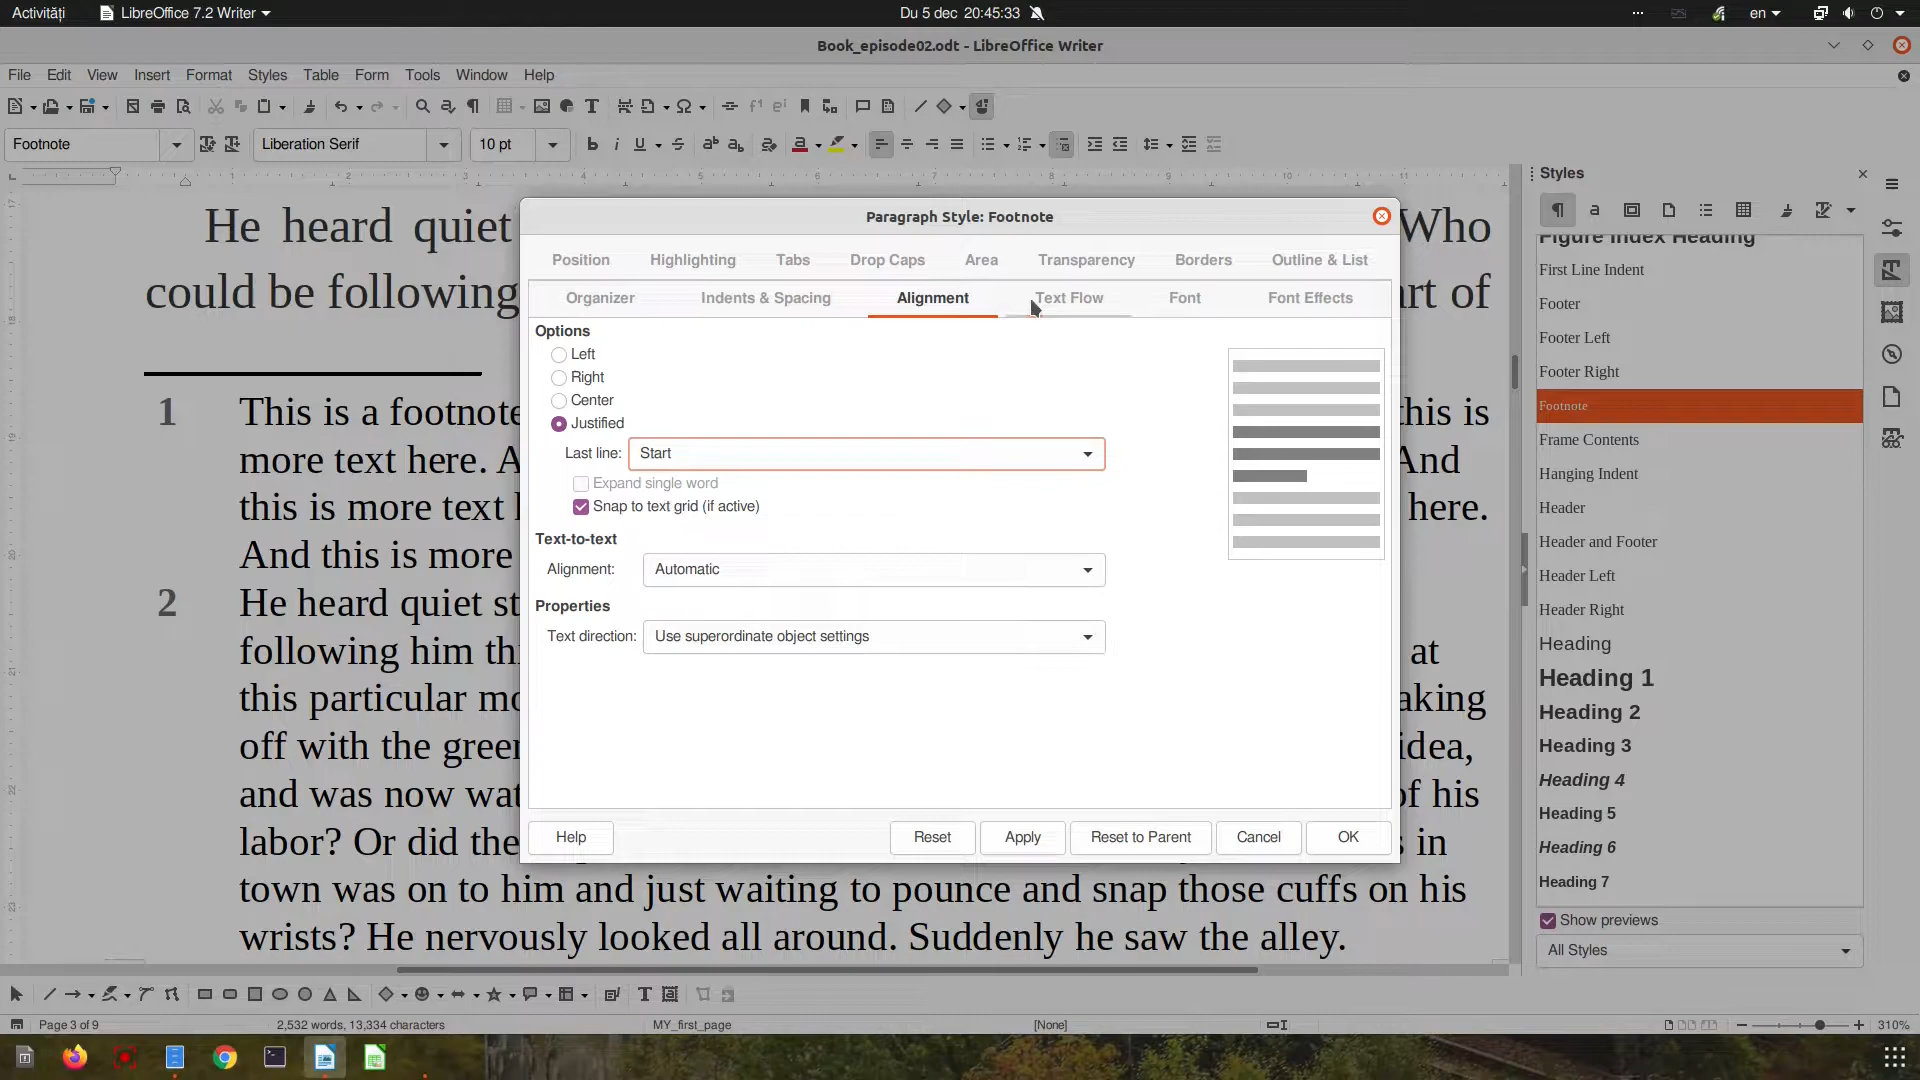 Activități
LibreOffice 7.2 Writer
Du 5 dec 20:45:33
en
Book_episode02.odt - LibreOffice Writer
File Edit View Insert Format Styles Table Form Tools Window Help
Footnote
Liberation Serif
10 pt
Styles
He heard quiet
Who
could be following
art of
1 This is a footnote
this is
more text here. A
And
this is more text
here.
And this is more
2 He heard quiet st
following him th
at
this particular mo
aking
off with the green
idea,
and was now wat
of his
labor? Or did the
s in
town was on to him and just waiting to pounce and snap those cuffs on his
wrists? He nervously looked all around. Suddenly he saw the alley.
Paragraph Style: Footnote
Position Highlighting Tabs Drop Caps Area Transparency Borders Outline & List
Organizer Indents & Spacing Alignment Text Flow Font Font Effects
Options
Left
Right
Center
Justified
Last line: Start
Expand single word
Snap to text grid (if active)
Text-to-text
Alignment: Automatic
Properties
Text direction: Use superordinate object settings
Help Reset Apply Reset to Parent Cancel OK
Figure Index Heading
First Line Indent
Footer
Footer Left
Footer Right
Footnote
Frame Contents
Hanging Indent
Header
Header and Footer
Header Left
Header Right
Heading
Heading 1
Heading 2
Heading 3
Heading 4
Heading 5
Heading 6
Heading 7
Show previews
All Styles
Page 3 of 9
2,532 words, 13,334 characters
MY_first_page
[None]
310%